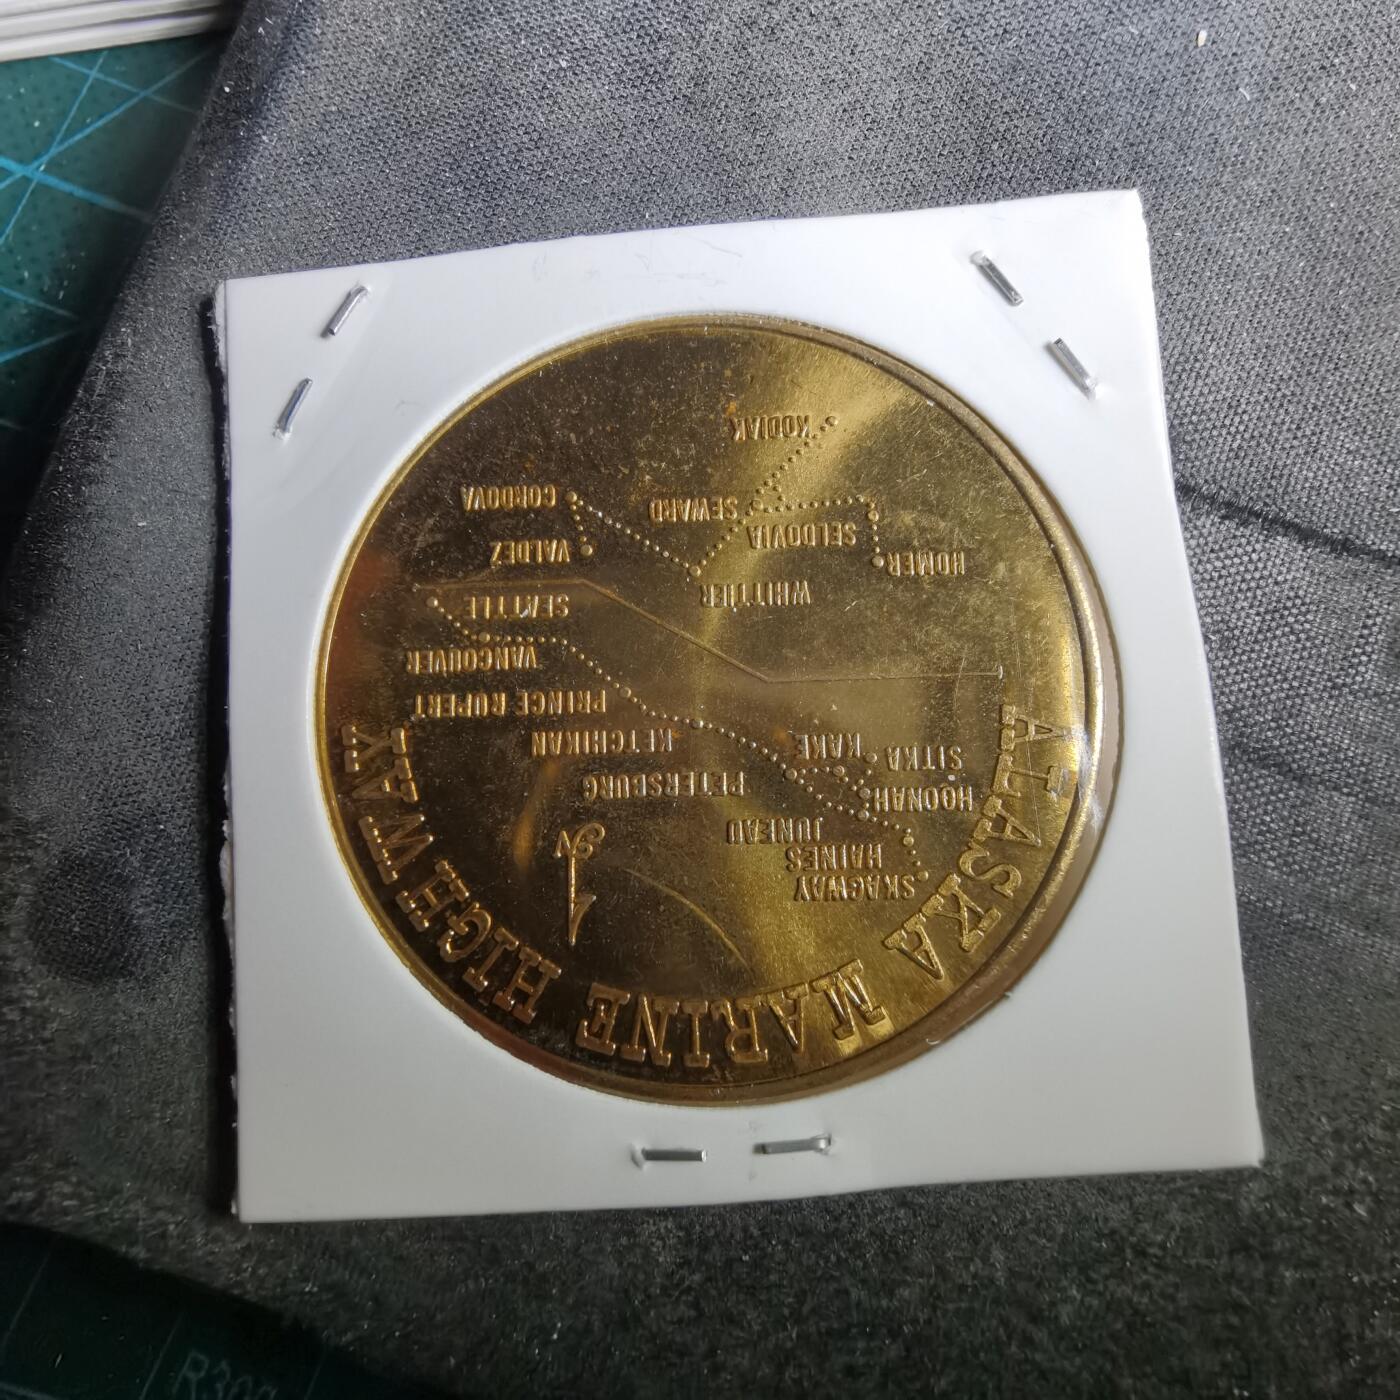 ALASKA MARINE HIGHWAY
SKAGWAY
HAINES
JUNEAU
HOONAH
SITKA
KAKE
PETERSBURG
KETCHIKAN
PRINCE RUPERT
VANCOUVER
SEATTLE
N
HOMER
WHITTIER
VALDEZ
SELDOVIA
SEWARD
CORDOVA
KODIAK